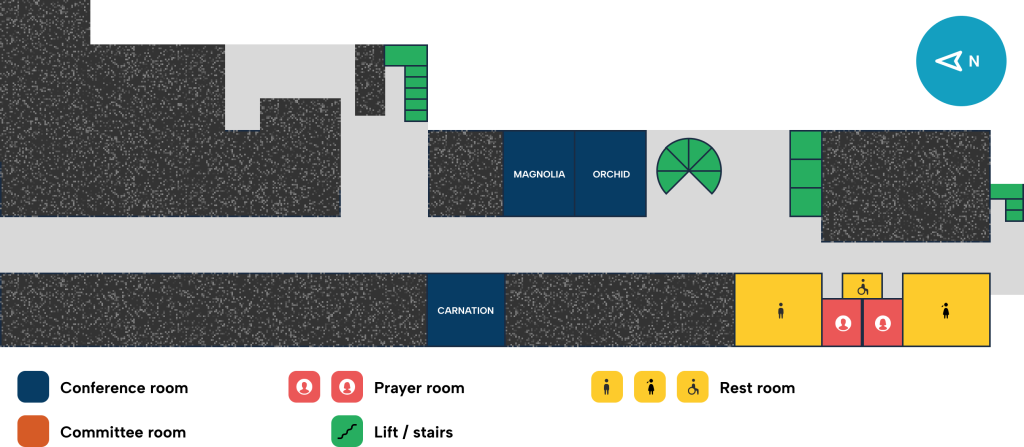 N
MAGNOLIA
ORCHID
CARNATION
Conference room
Prayer room
Rest room
Committee room
Lift / stairs